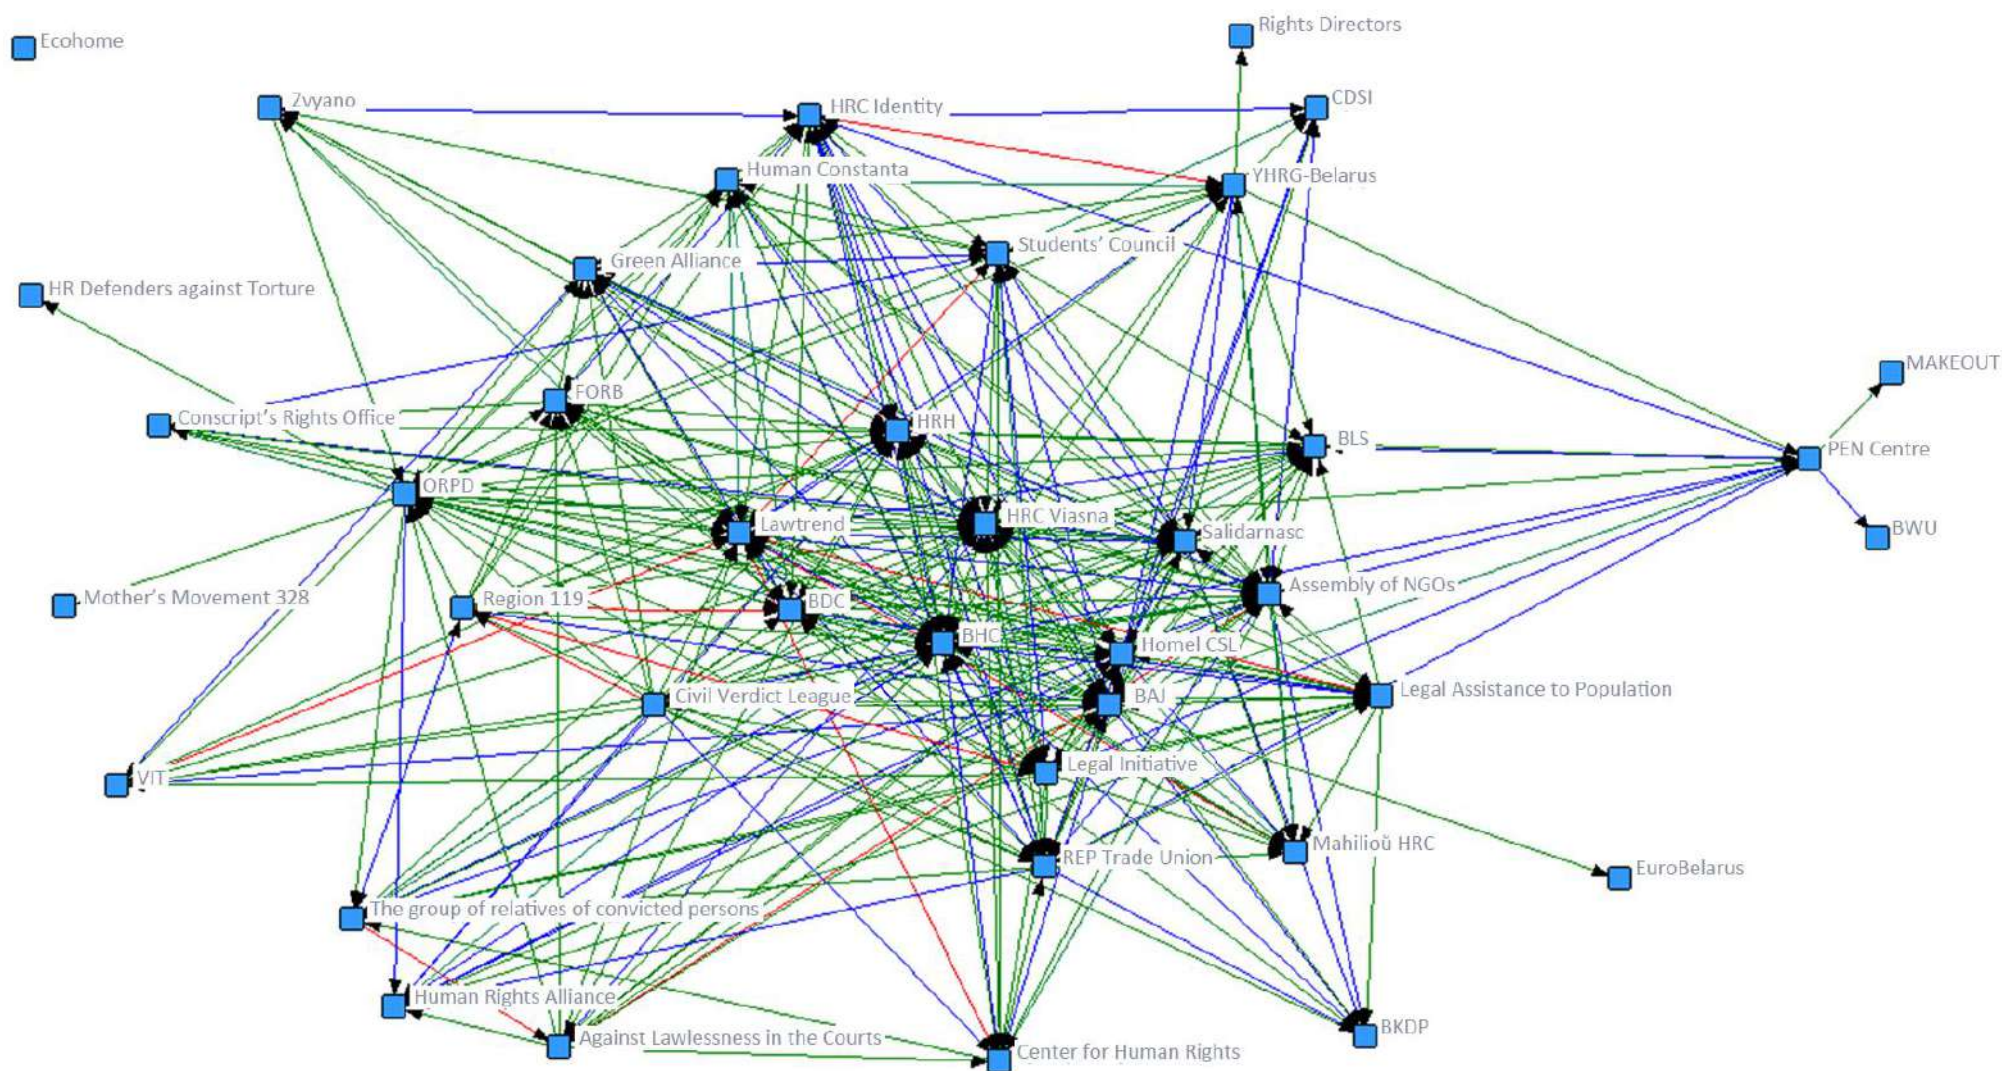 Rights Directors
Ecohome
CDSI
Zvyano
HRC Identity
Human Constanta
YHRG-Belarus
Students' Council
Green Alliance
HR Defenders against Torture
MAKEOUT
FORB
Conscript's Rights Office
HRH
BLS
PEN Centre
ORPD
HRC Viasna
Lawtrend
BWU
Salidarnasc
Assembly of NGOs
Mother's Movement 328
Region 119
BDC
BHC
Homel CSL
Legal Assistance to Population
Civil Verdict League
BAJ
Legal Initiative
VIT
Mahilioŭ HRC
REP Trade Union
EuroBelarus
The group of relatives of convicted persons
Human Rights Alliance
BKDP
Against Lawlessness in the Courts
Center for Human Rights